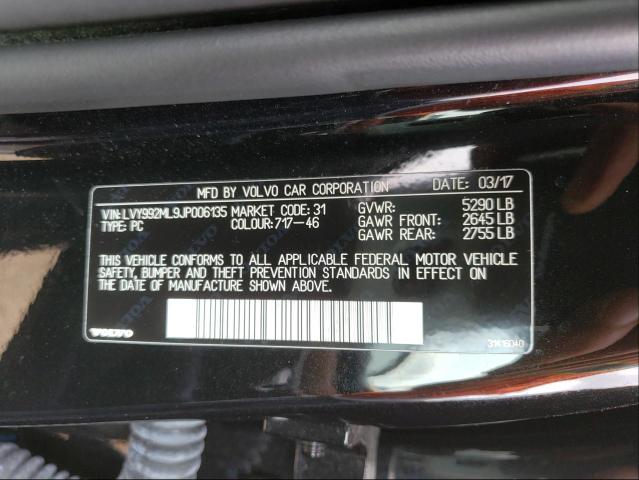 MFD BY VOLVO CAR CORPORATION DATE: 03/17
VIN:LVY992ML9JP006135 MARKET CODE: 31 GVWR: 5290 LB
TYPE: PC COLOUR:717-46 GAWR FRONT: 2645 LB
GAWR REAR: 2755 LB
THIS VEHICLE CONFORMS TO ALL APPLICABLE FEDERAL MOTOR VEHICLE
SAFETY, BUMPER AND THEFT PREVENTION STANDARDS IN EFFECT ON
THE DATE OF MANUFACTURE SHOWN ABOVE.
VOLVO
31416040